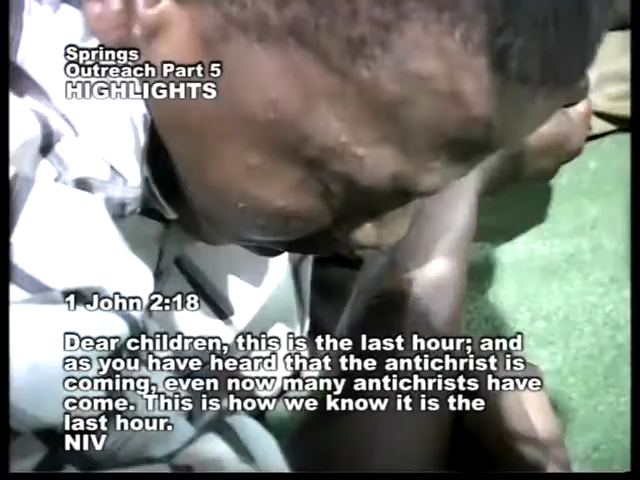 Springs
Outreach Part 5
HIGHLIGHTS
1 John 2:18
Dear children, this is the last hour; and
as you have heard that the antichrist is
coming, even now many antichrists have
come. This is how we know it is the
last hour.
NIV